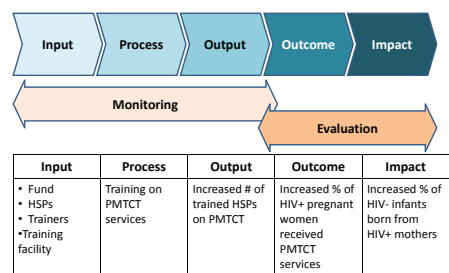 Input Process Output Outcome Impact
Monitoring
Evaluation
Input Process Output Outcome Impact
• Fund
• HSPs
• Trainers
•Training
facility
Training on
PMTCT
services
Increased # of
trained HSPs
on PMTCT
Increased % of
HIV+ pregnant
women
received
PMTCT
services
Increased % of
HIV- infants
born from
HIV+ mothers